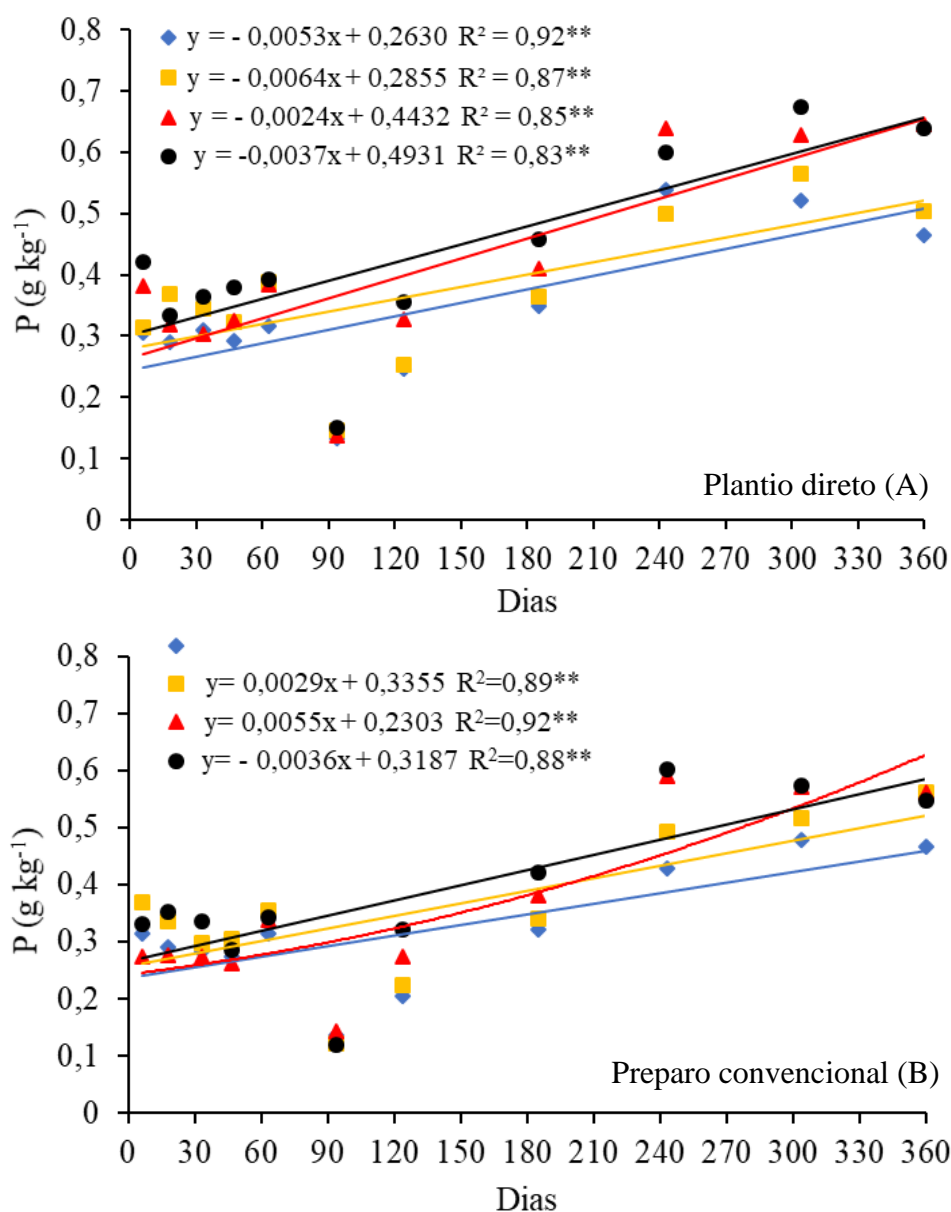 0,8
0,7
0,6
0,5
0,4
0,3
0,2
0,1
0
P (g kg-1)
y = - 0,0053x + 0,2630 R² = 0,92**
y = - 0,0064x + 0,2855 R² = 0,87**
y = - 0,0024x + 0,4432 R² = 0,85**
y = -0,0037x + 0,4931 R² = 0,83**
Plantio direto (A)
0 30 60 90 120 150 180 210 240 270 300 330 360
Dias
0,8
0,7
0,6
0,5
0,4
0,3
0,2
0,1
0
P (g kg-1)
y= 0,0029x + 0,3355 R²=0,89**
y= 0,0055x + 0,2303 R²=0,92**
y= - 0,0036x + 0,3187 R²=0,88**
Preparo convencional (B)
0 30 60 90 120 150 180 210 240 270 300 330 360
Dias